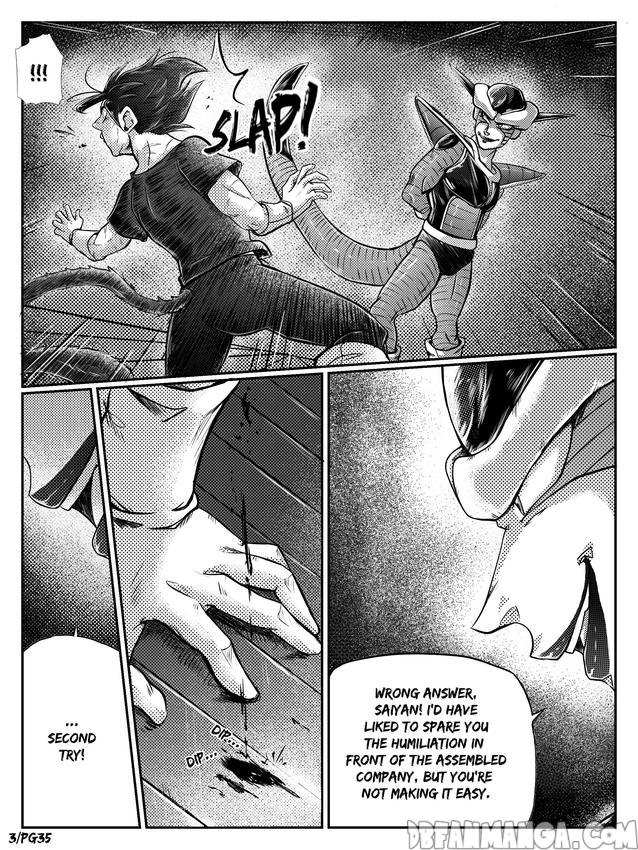 !!!
SLAP!
WRONG ANSWER,
SAIYAN! I'D HAVE
LIKED TO SPARE YOU
THE HUMILIATION IN
FRONT OF THE ASSEMBLED
COMPANY, BUT YOU'RE
NOT MAKING IT EASY.
...
SECOND
TRY!
DIP...
DIP...
3/PG35
DBFANMANGA.COM